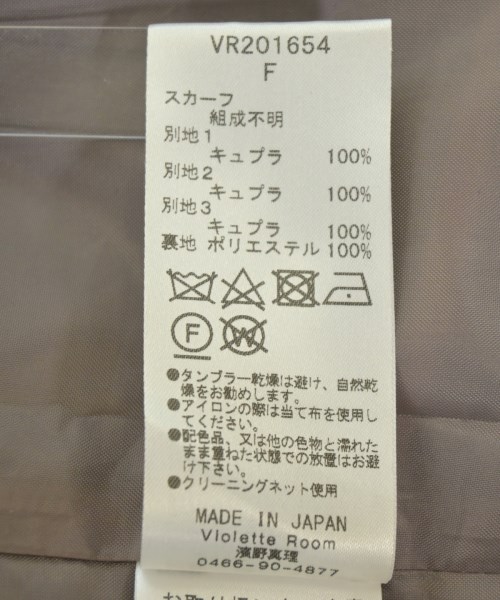 VR201654
F
スカーフ
組成不明
別地1
キュプラ 100%
別地2
キュプラ 100%
別地3
キュプラ 100%
裏地 ポリエステル 100%
F W
●タンブラー乾燥は避け、自然乾
燥をお勧めします。
●アイロンの際は当て布を使用し
てください。
●配色品、又は他の色物と濡れた
まま重ねた状態での放置はお避
け下さい。
●クリーニングネット使用
MADE IN JAPAN
Violette Room
濱野真理
0466-90-4877